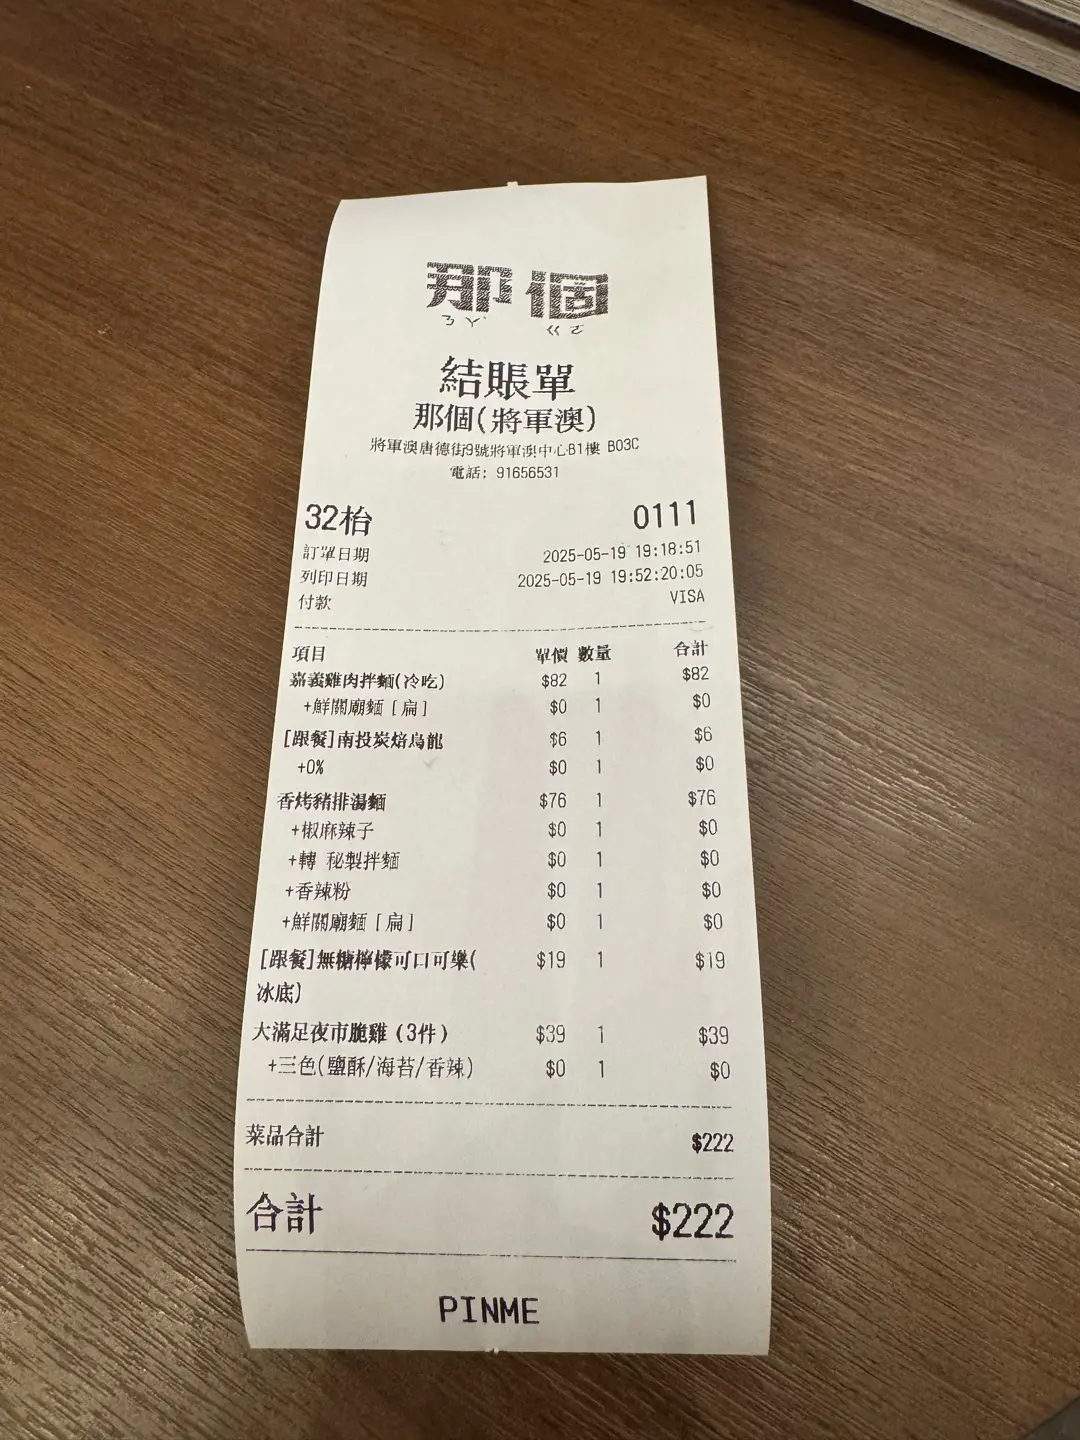 那個
ㄋㄚˋ ㄍㄜ
結賬單
那個(將軍澳)
將軍澳唐德街9號將軍澳中心B1樓 B03C
電話: 91656531
32枱 0111
訂單日期 2025-05-19 19:18:51
列印日期 2025-05-19 19:52:20:05
付款 VISA
項目 單價 數量 合計
嘉義雞肉拌麵(冷吃) $82 1 $82
+鮮關廟麵[扁] $0 1 $0
[跟餐]南投炭焙烏龍 $6 1 $6
+0% $0 1 $0
香烤豬排湯麵 $76 1 $76
+椒麻辣子 $0 1 $0
+轉 秘製拌麵 $0 1 $0
+香辣粉 $0 1 $0
+鮮關廟麵[扁] $0 1 $0
[跟餐]無糖檸檬可口可樂( $19 1 $19
冰底)
大滿足夜市脆雞(3件) $39 1 $39
+三色(鹽酥/海苔/香辣) $0 1 $0
菜品合計 $222
合計 $222
PINME